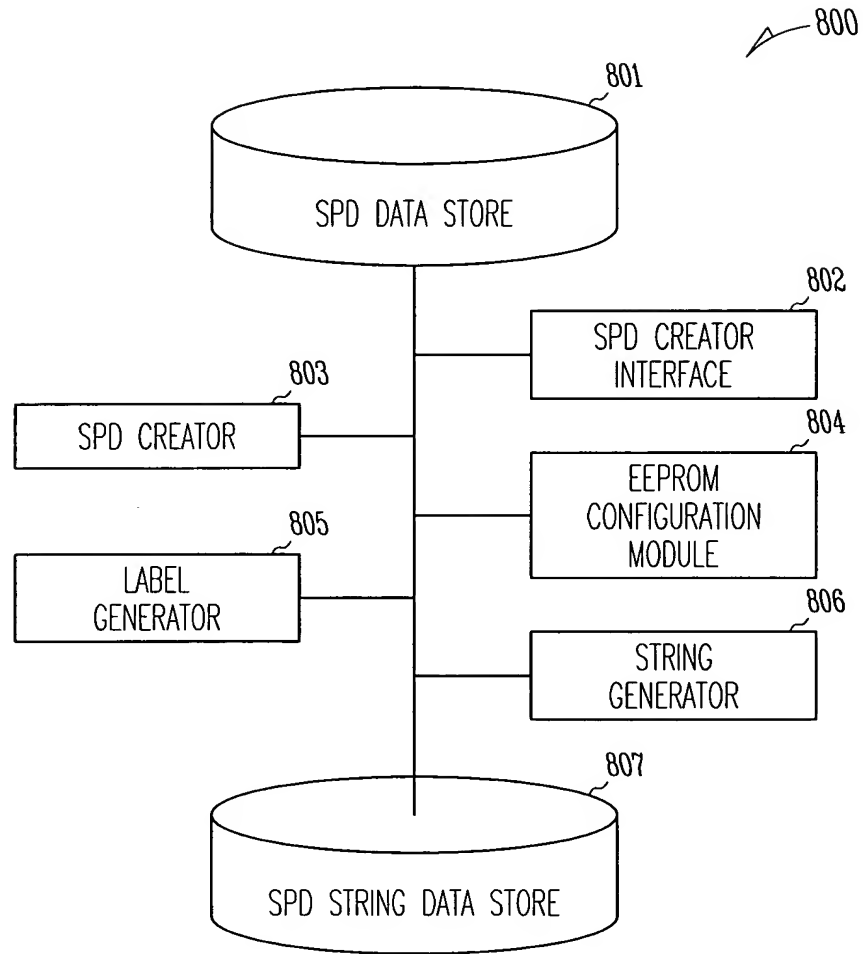 800
801
SPD DATA STORE
802
SPD CREATOR
INTERFACE
803
SPD CREATOR
804
EEPROM
CONFIGURATION
MODULE
805
LABEL
GENERATOR
806
STRING
GENERATOR
807
SPD STRING DATA STORE